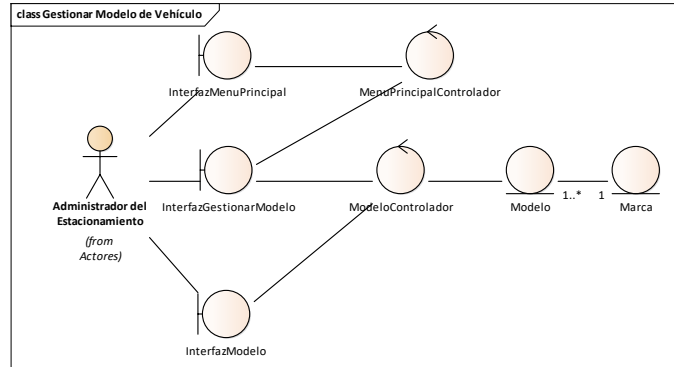 class Gestionar Modelo de Vehículo
InterfazMenuPrincipal
MenuPrincipalControlador
Administrador del
Estacionamiento
(from
Actores)
InterfazGestionarModelo
ModeloControlador
Modelo
1..*
1
Marca
InterfazModelo